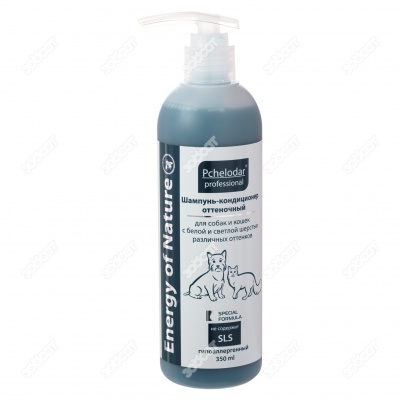 Energy of Nature
Pchelodar
professional
Шампунь-кондиционер
оттеночный
для собак и кошек
с белой и светлой шерстью
различных оттенков
SPECIAL
FORMULA
не содержит
SLS
гипоаллергенный
350 ml